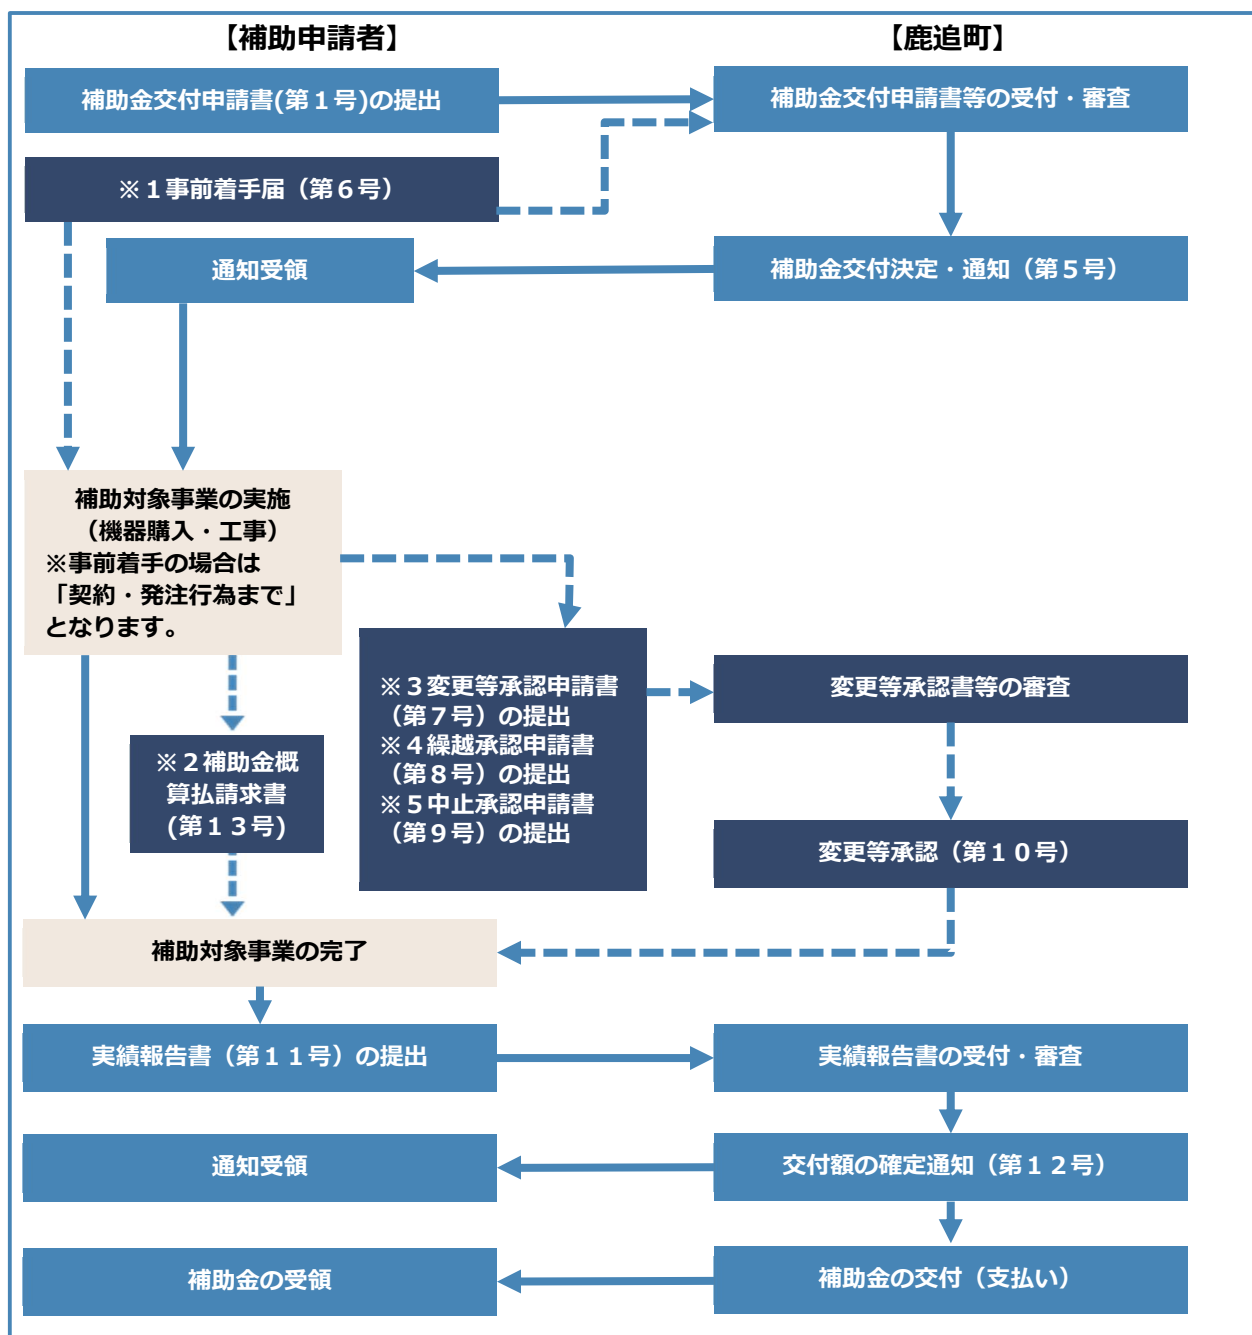 【補助申請者】
【鹿追町】
補助金交付申請書(第１号)の提出
補助金交付申請書等の受付・審査
※１事前着手届（第６号）
通知受領
補助金交付決定・通知（第５号）
補助対象事業の実施
（機器購入・工事）
※事前着手の場合は
「契約・発注行為まで」
となります。
※３変更等承認申請書
（第７号）の提出
※４繰越承認申請書
（第８号）の提出
※５中止承認申請書
（第９号）の提出
変更等承認書等の審査
※２補助金概
算払請求書
(第１３号)
変更等承認（第１０号）
補助対象事業の完了
実績報告書（第１１号）の提出
実績報告書の受付・審査
通知受領
交付額の確定通知（第１２号）
補助金の受領
補助金の交付（支払い）